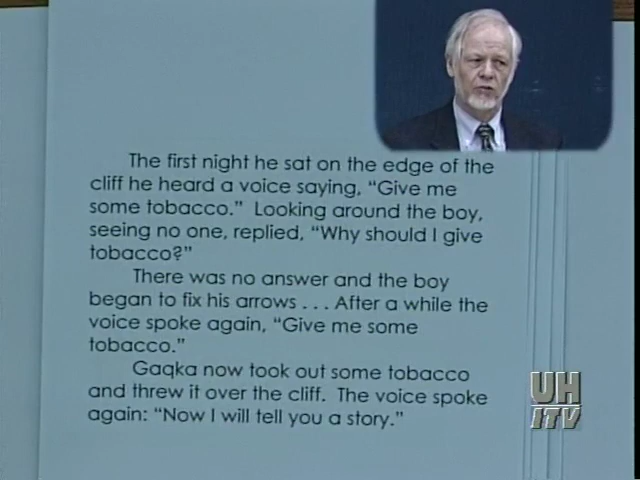 The first night he sat on the edge of the
cliff he heard a voice saying, “Give me
some tobacco.” Looking around the boy,
seeing no one, replied, “Why should I give
tobacco?”
There was no answer and the boy
began to fix his arrows . . . After a while the
voice spoke again, “Give me some
tobacco.”
Gaqka now took out some tobacco
and threw it over the cliff. The voice spoke
again: “Now I will tell you a story.”
UH
ITV